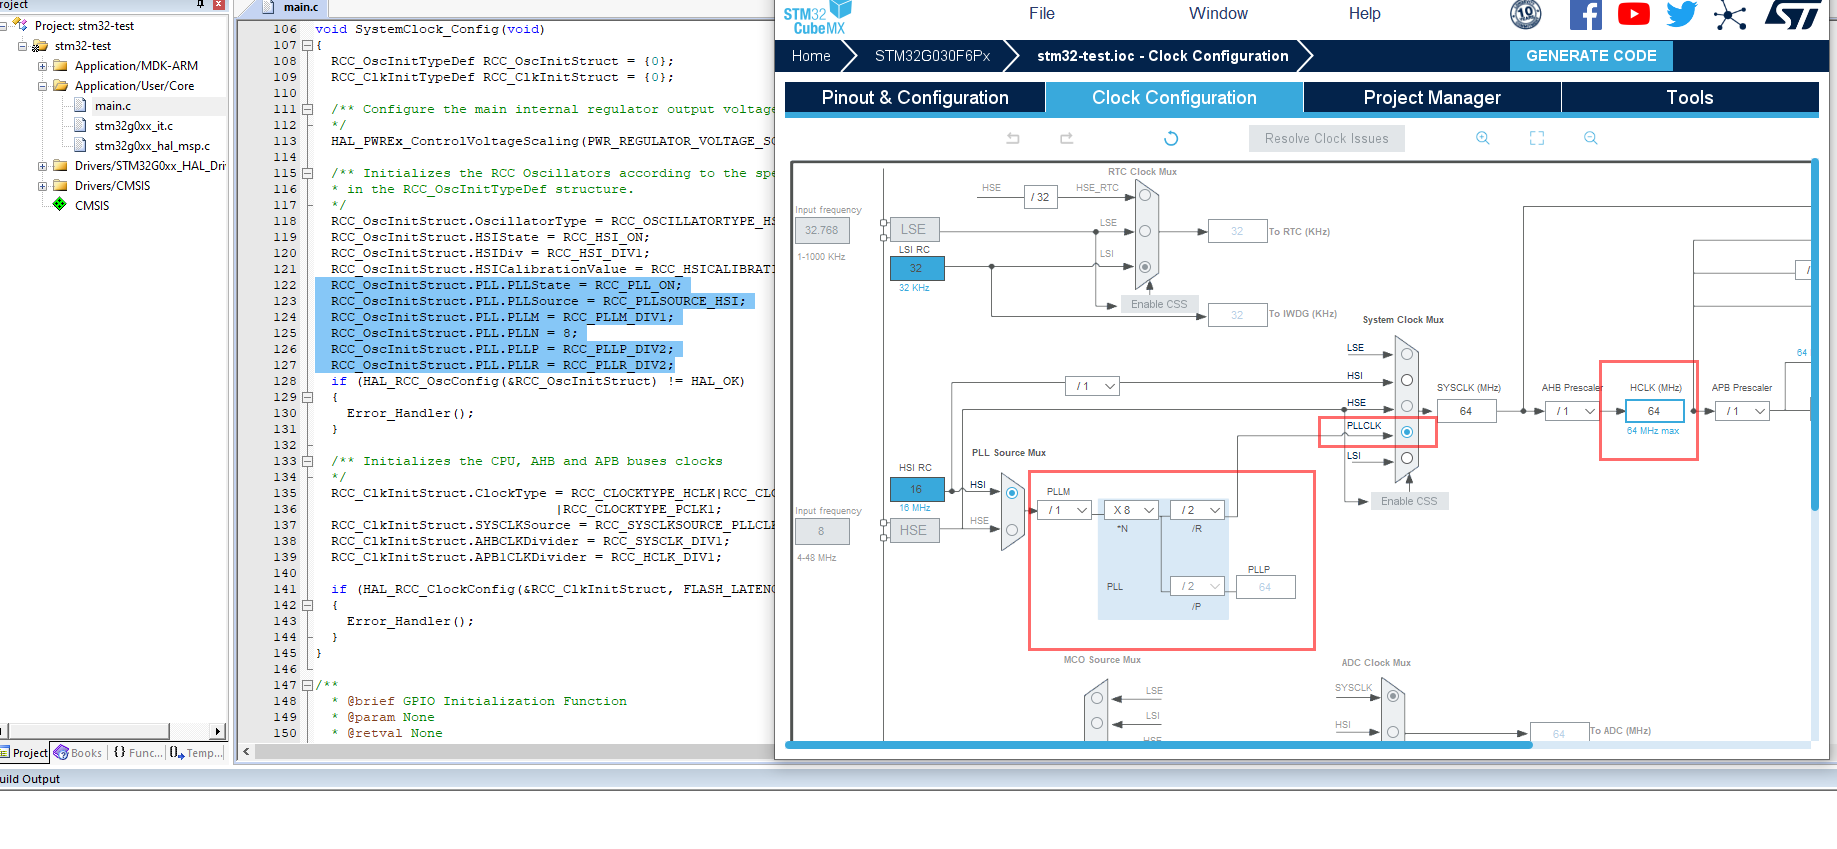 roject
Project: stm32-test
stm32-test
Application/MDK-ARM
Application/User/Core
main.c
stm32g0xx_it.c
stm32g0xx_hal_msp.c
Drivers/STM32G0xx_HAL_Dri
Drivers/CMSIS
CMSIS
Project
Books
{} Func...
Temp...
uild Output
main.c
106 void SystemClock_Config(void)
107 {
108 RCC_OscInitTypeDef RCC_OscInitStruct = {0};
109 RCC_ClkInitTypeDef RCC_ClkInitStruct = {0};
110
111 /** Configure the main internal regulator output voltage
112 */
113 HAL_PWREx_ControlVoltageScaling(PWR_REGULATOR_VOLTAGE_SC
114
115 /** Initializes the RCC Oscillators according to the spe
116 * in the RCC_OscInitTypeDef structure.
117 */
118 RCC_OscInitStruct.OscillatorType = RCC_OSCILLATORTYPE_HS
119 RCC_OscInitStruct.HSIState = RCC_HSI_ON;
120 RCC_OscInitStruct.HSIDiv = RCC_HSI_DIV1;
121 RCC_OscInitStruct.HSICalibrationValue = RCC_HSICALIBRATI
122 RCC_OscInitStruct.PLL.PLLState = RCC_PLL_ON;
123 RCC_OscInitStruct.PLL.PLLSource = RCC_PLLSOURCE_HSI;
124 RCC_OscInitStruct.PLL.PLLM = RCC_PLLM_DIV1;
125 RCC_OscInitStruct.PLL.PLLN = 8;
126 RCC_OscInitStruct.PLL.PLLP = RCC_PLLP_DIV2;
127 RCC_OscInitStruct.PLL.PLLR = RCC_PLLR_DIV2;
128 if (HAL_RCC_OscConfig(&RCC_OscInitStruct) != HAL_OK)
129 {
130 Error_Handler();
131 }
132
133 /** Initializes the CPU, AHB and APB buses clocks
134 */
135 RCC_ClkInitStruct.ClockType = RCC_CLOCKTYPE_HCLK|RCC_CLO
136 |RCC_CLOCKTYPE_PCLK1;
137 RCC_ClkInitStruct.SYSCLKSource = RCC_SYSCLKSOURCE_PLLCLK
138 RCC_ClkInitStruct.AHBCLKDivider = RCC_SYSCLK_DIV1;
139 RCC_ClkInitStruct.APB1CLKDivider = RCC_HCLK_DIV1;
140
141 if (HAL_RCC_ClockConfig(&RCC_ClkInitStruct, FLASH_LATENC
142 {
143 Error_Handler();
144 }
145 }
146
147 /**
148 * @brief GPIO Initialization Function
149 * @param None
150 * @retval None
STM32
CubeMX
File
Window
Help
10
ST
Home
STM32G030F6Px
stm32-test.ioc - Clock Configuration
GENERATE CODE
Pinout & Configuration
Clock Configuration
Project Manager
Tools
Resolve Clock Issues
RTC Clock Mux
HSE
/ 32
HSE_RTC
Input frequency
32.768
1-1000 KHz
LSE
LSE
32
To RTC (KHz)
LSI RC
32
32 KHz
LSI
Enable CSS
32
To IWDG (KHz)
System Clock Mux
LSE
HSI
HSE
PLLCLK
LSI
Enable CSS
/ 1
SYSCLK (MHz)
64
AHB Prescaler
/ 1
HCLK (MHz)
64
64 MHz max
APB Prescaler
/ 1
64
/
PLL Source Mux
HSI RC
16
16 MHz
HSI
HSE
Input frequency
8
4-48 MHz
HSE
PLLM
/ 1
X 8
*N
/ 2
/R
PLL
/ 2
/P
PLLP
64
MCO Source Mux
LSE
LSI
HSE
ADC Clock Mux
SYSCLK
HSI
64
To ADC (MHz)